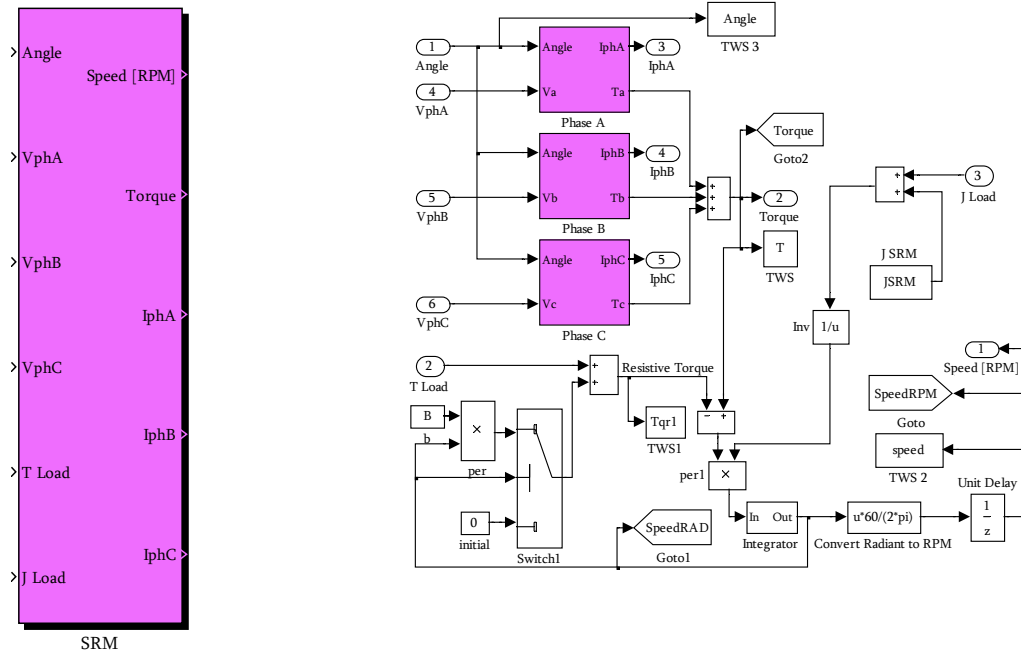 Angle
Speed [RPM]
VphA
Torque
VphB
IphA
VphC
IphB
T Load
IphC
J Load
SRM
Angle
TWS 3
1
Angle
Angle
IphA
3
IphA
4
VphA
Va
Ta
Phase A
Torque
Goto2
Angle
IphB
4
IphB
5
VphB
Vb
Tb
Phase B
+
+
+
2
Torque
T
TWS
Angle
IphC
5
IphC
6
VphC
Vc
Tc
Phase C
+
+
3
J Load
J SRM
JSRM
Inv
1/u
1
Speed [RPM]
2
T Load
+
+
Resistive Torque
SpeedRPM
Goto
B
b
×
per
Tqr1
TWS1
− +
speed
TWS 2
per1
×
0
initial
Switch1
SpeedRAD
Goto1
In Out
Integrator
u*60/(2*pi)
Convert Radiant to RPM
Unit Delay
1
z